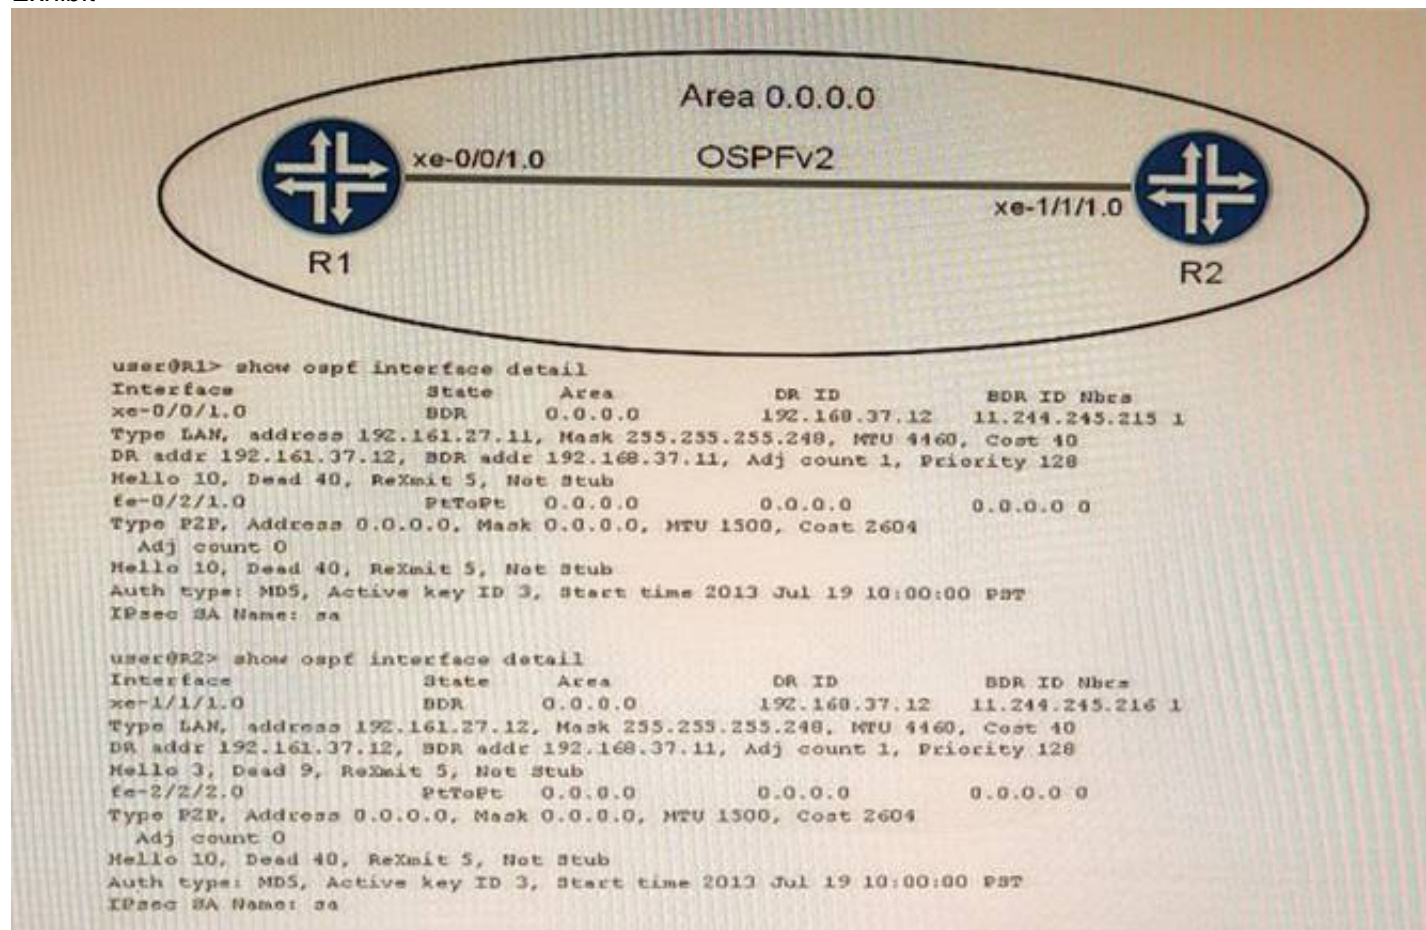 Area 0.0.0.0
xe-0/0/1.0
OSPFv2
xe-1/1/1.0
R1
R2
user@R1> show ospf interface detail
Interface State Area DR ID BDR ID Nbrs
xe-0/0/1.0 BDR 0.0.0.0 192.168.37.12 11.244.245.215 1
Type LAN, address 192.161.27.11, Mask 255.255.255.248, MTU 4460, Cost 40
DR addr 192.161.37.12, BDR addr 192.168.37.11, Adj count 1, Priority 128
Hello 10, Dead 40, ReXmit 5, Not Stub
fe-0/2/1.0 PtToPt 0.0.0.0 0.0.0.0 0.0.0.0 0
Type P2P, Address 0.0.0.0, Mask 0.0.0.0, MTU 1500, Cost 2604
Adj count 0
Hello 10, Dead 40, ReXmit 5, Not Stub
Auth type: MD5, Active key ID 3, Start time 2013 Jul 19 10:00:00 PST
IPsec SA Name: sa
user@R2> show ospf interface detail
Interface State Area DR ID BDR ID Nbrs
xe-1/1/1.0 BDR 0.0.0.0 192.168.37.12 11.244.245.216 1
Type LAN, address 192.161.27.12, Mask 255.255.255.248, MTU 4460, Cost 40
DR addr 192.161.37.12, BDR addr 192.168.37.11, Adj count 1, Priority 128
Hello 3, Dead 9, ReXmit 5, Not Stub
fe-2/2/2.0 PtToPt 0.0.0.0 0.0.0.0 0.0.0.0 0
Type P2P, Address 0.0.0.0, Mask 0.0.0.0, MTU 1500, Cost 2604
Adj count 0
Hello 10, Dead 40, ReXmit 5, Not Stub
Auth type: MD5, Active key ID 3, Start time 2013 Jul 19 10:00:00 PST
IPsec SA Name: sa